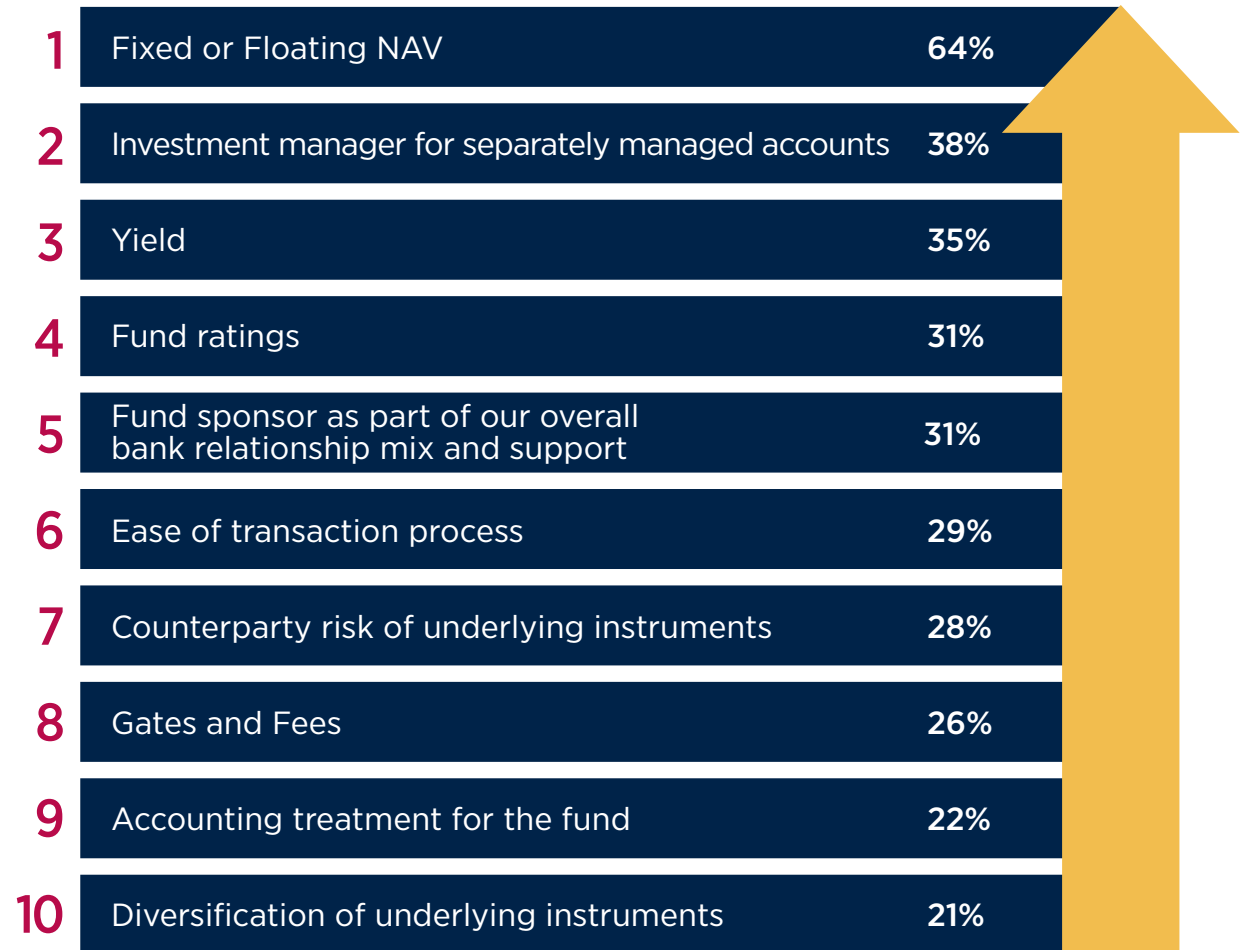 1 Fixed or Floating NAV 64%
2 Investment manager for separately managed accounts 38%
3 Yield 35%
4 Fund ratings 31%
5 Fund sponsor as part of our overall
bank relationship mix and support 31%
6 Ease of transaction process 29%
7 Counterparty risk of underlying instruments 28%
8 Gates and Fees 26%
9 Accounting treatment for the fund 22%
10 Diversification of underlying instruments 21%